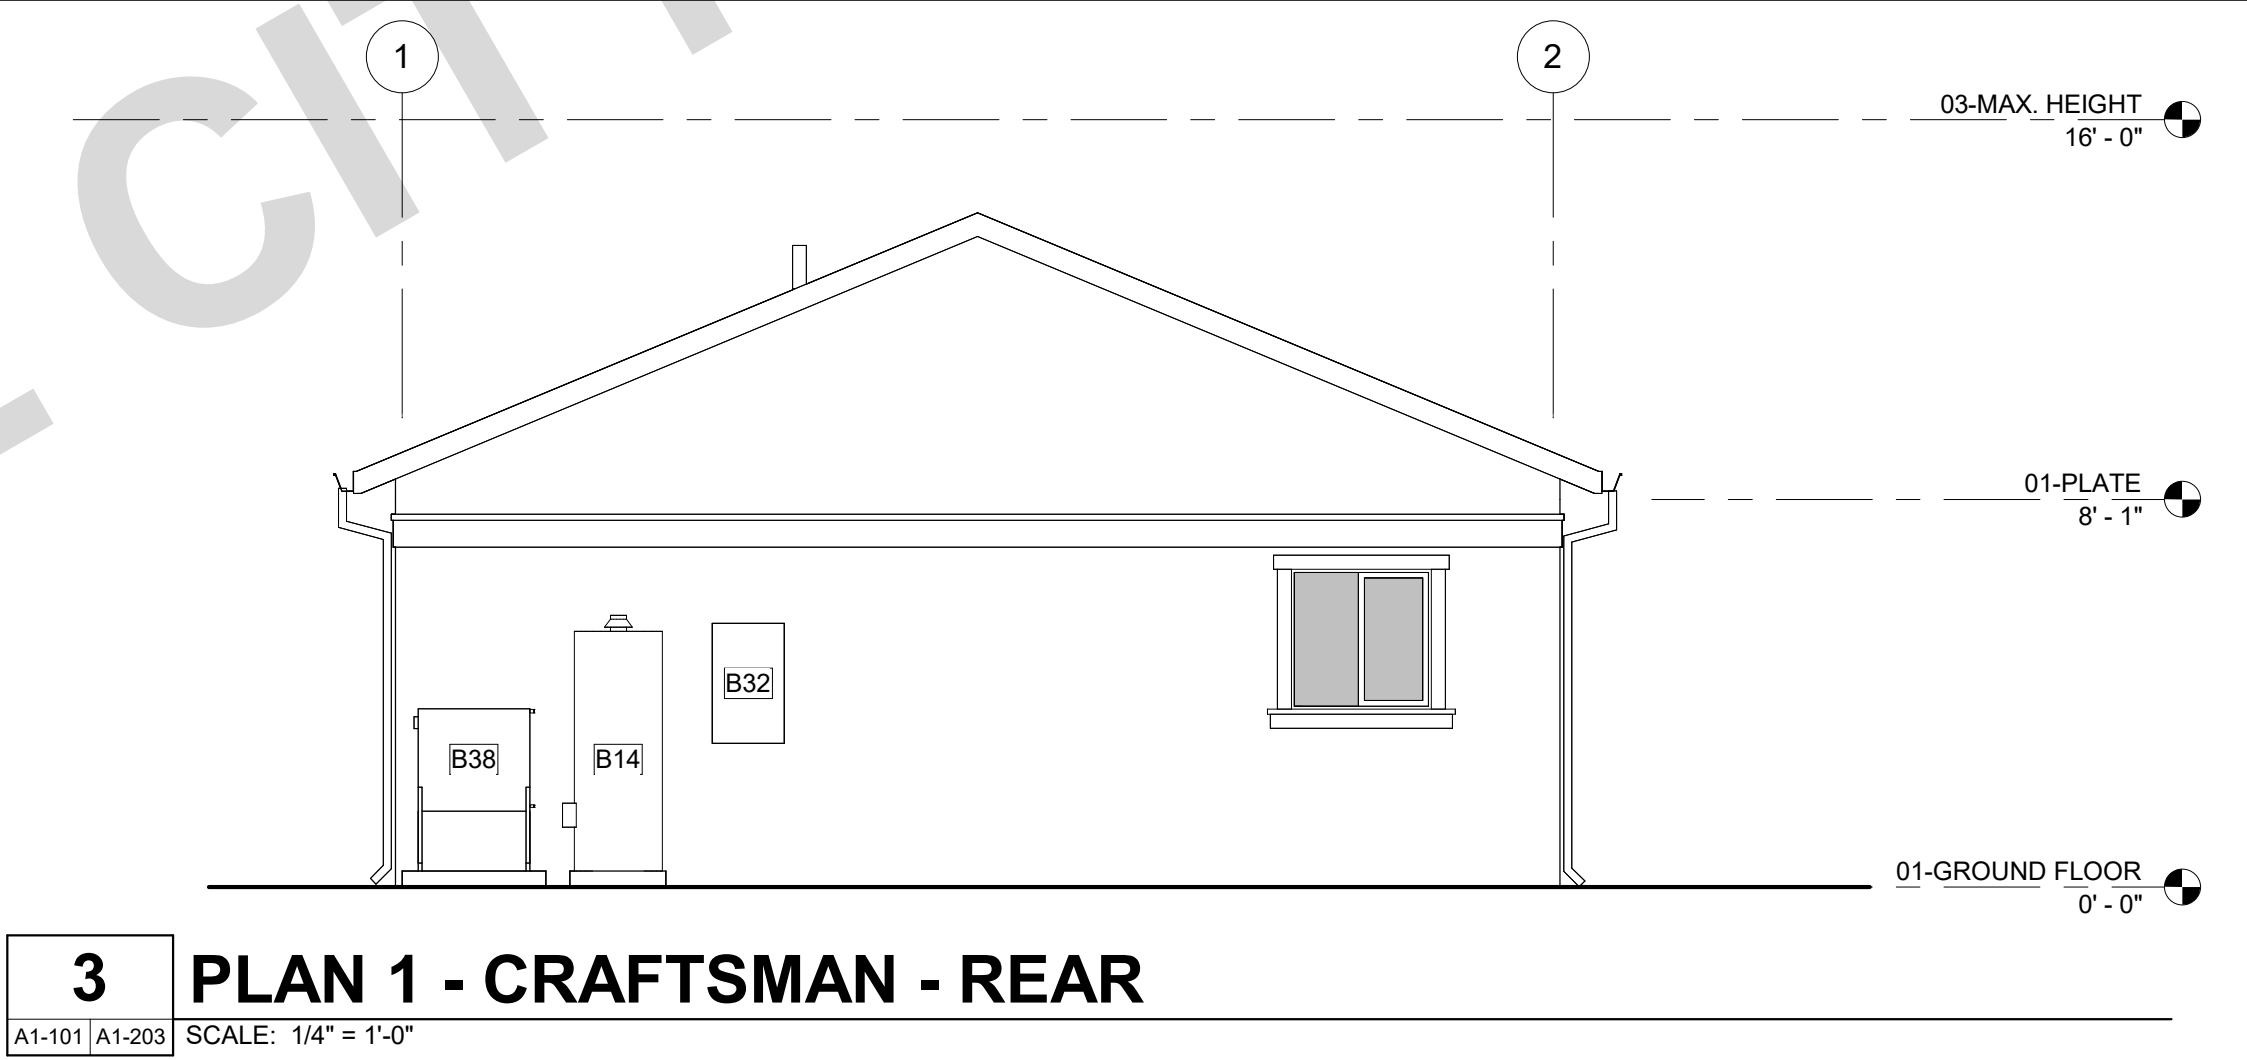 CIT
1
2
03-MAX. HEIGHT
16' - 0"
01-PLATE
8' - 1"
B32
B38
B14
01-GROUND FLOOR
0' - 0"
3
PLAN 1 - CRAFTSMAN - REAR
A1-101 A1-203 SCALE: 1/4" = 1'-0"